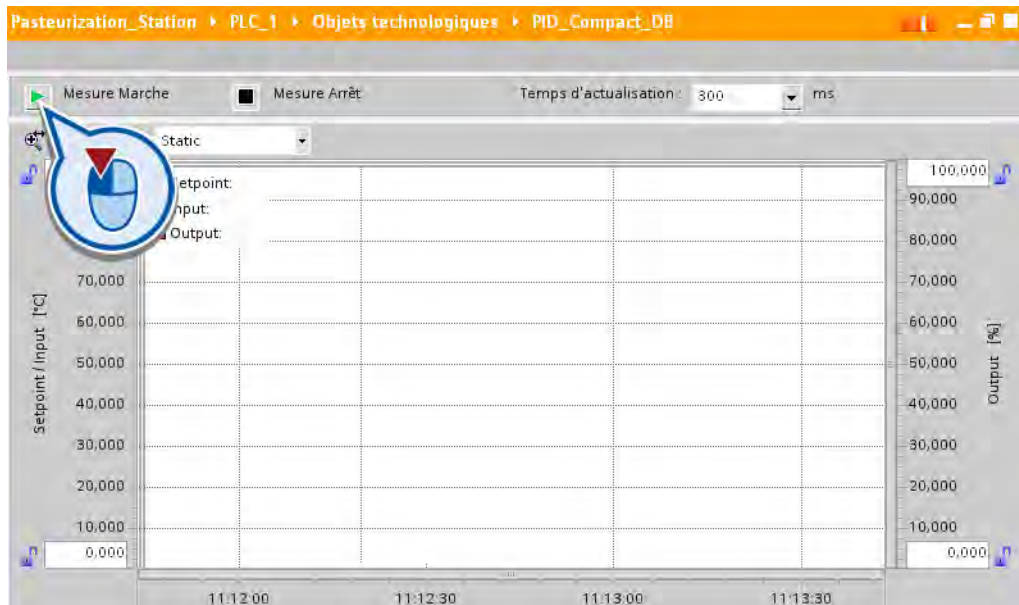 Pasteurization_Station ▸ PLC_1 ▸ Objets technologiques ▸ PID_Compact_DB
Mesure Marche Mesure Arrêt Temps d'actualisation : 300 ms
Static
100,000
etpoint:
90,000
nput:
Output:
80,000
70,000 70,000
60,000 60,000
50,000 50,000
40,000 40,000
30,000 30,000
20,000 20,000
10,000 10,000
0,000 0,000
Setpoint / Input [°C]
Output [%]
11:12:00 11:12:30 11:13:00 11:13:30